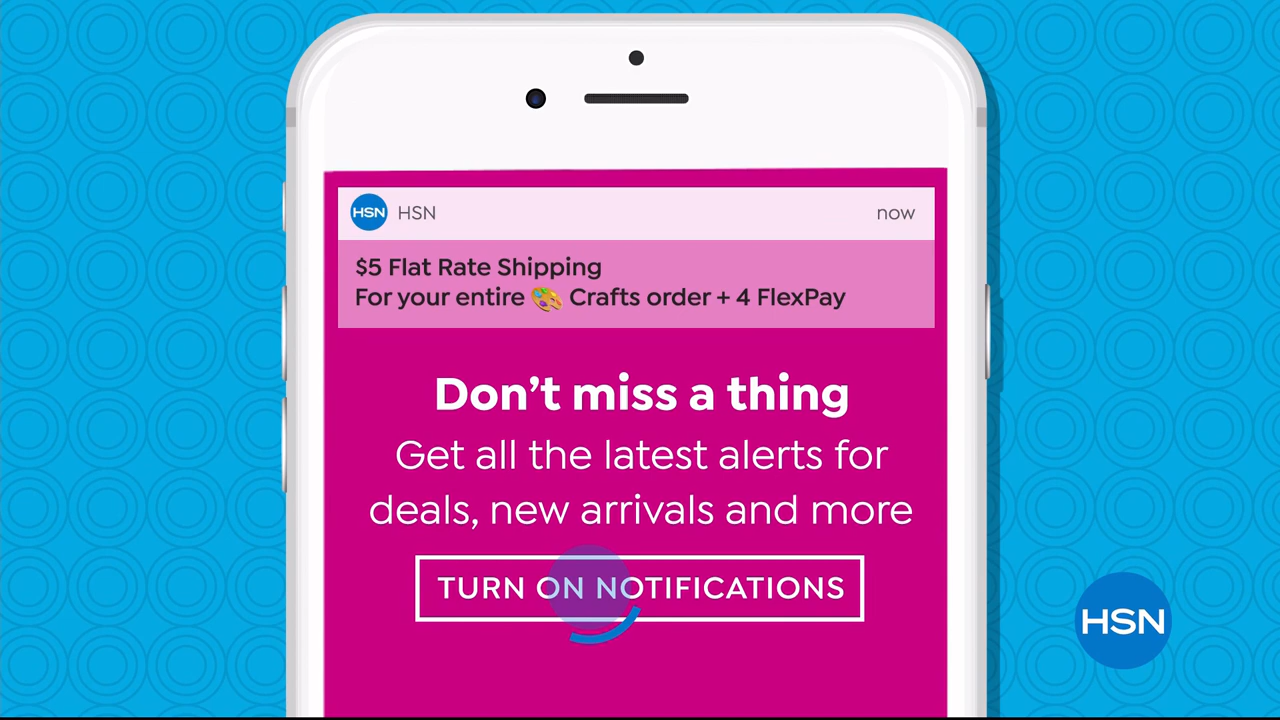 HSN HSN now
$5 Flat Rate Shipping
For your entire 🎨 Crafts order + 4 FlexPay
Don't miss a thing
Get all the latest alerts for
deals, new arrivals and more
TURN ON NOTIFICATIONS
HSN